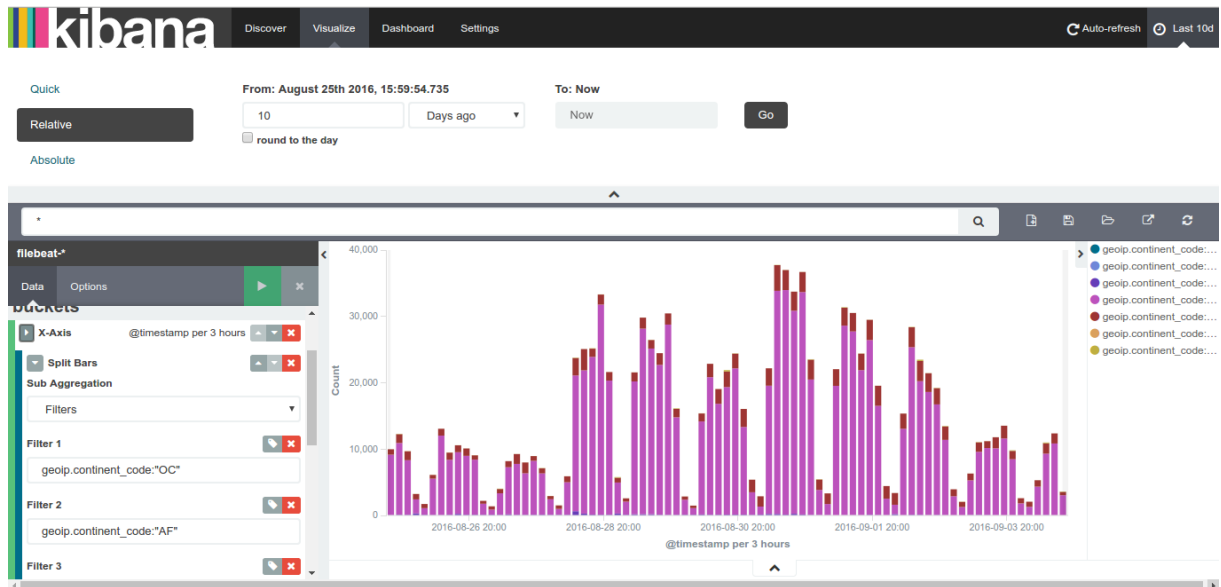 kibana
Discover Visualize Dashboard Settings Auto-refresh Last 10d
Quick
Relative
Absolute
From: August 25th 2016, 15:59:54.735
To: Now
10 Days ago Now Go
round to the day
*
filebeat-*
Data Options
buckets
X-Axis @timestamp per 3 hours
Split Bars
Sub Aggregation
Filters
Filter 1
geoip.continent_code:"OC"
Filter 2
geoip.continent_code:"AF"
Filter 3
Count
40,000
30,000
20,000
10,000
0
2016-08-26 20:00 2016-08-28 20:00 2016-08-30 20:00 2016-09-01 20:00 2016-09-03 20:00
@timestamp per 3 hours
geoip.continent_code:...
geoip.continent_code:...
geoip.continent_code:...
geoip.continent_code:...
geoip.continent_code:...
geoip.continent_code:...
geoip.continent_code:...